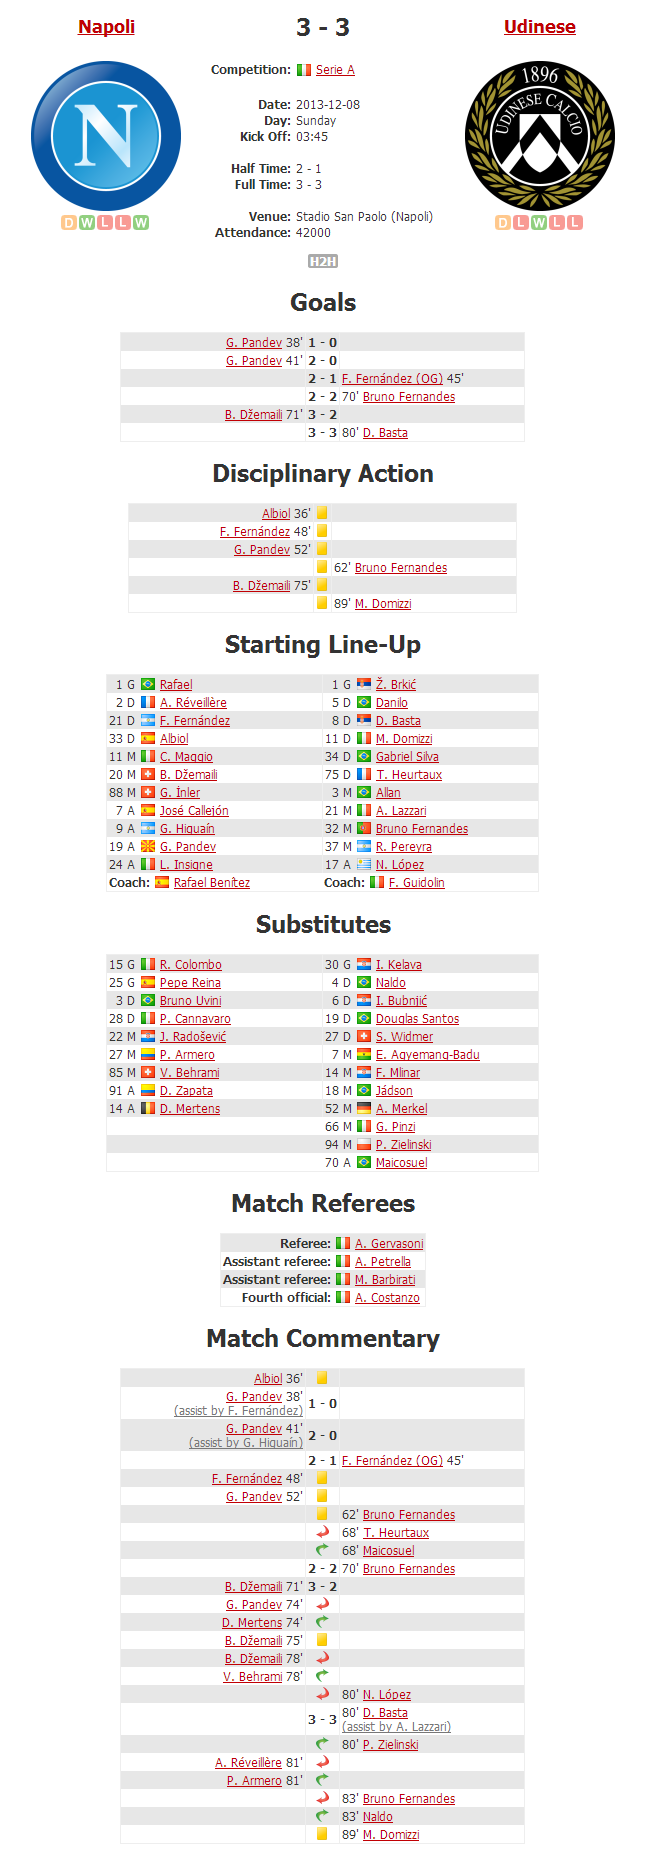 Napoli 3 - 3 Udinese
Competition: Serie A
Date: 2013-12-08
Day: Sunday
Kick Off: 03:45
Half Time: 2 - 1
Full Time: 3 - 3
Venue: Stadio San Paolo (Napoli)
Attendance: 42000
N
1896
UDINESE CALCIO
D W L L W
D L W L L
H2H
Goals
G. Pandev 38' 1 - 0
G. Pandev 41' 2 - 0
2 - 1 F. Fernández (OG) 45'
2 - 2 70' Bruno Fernandes
B. Džemaili 71' 3 - 2
3 - 3 80' D. Basta
Disciplinary Action
Albiol 36'
F. Fernández 48'
G. Pandev 52'
62' Bruno Fernandes
B. Džemaili 75'
89' M. Domizzi
Starting Line-Up
1 G Rafael 1 G Ž. Brkić
2 D A. Réveillère 5 D Danilo
21 D F. Fernández 8 D D. Basta
33 D Albiol 11 D M. Domizzi
11 M C. Maggio 34 D Gabriel Silva
20 M B. Džemaili 75 D T. Heurtaux
88 M G. İnler 3 M Allan
7 A José Callejón 21 M A. Lazzari
9 A G. Higuaín 32 M Bruno Fernandes
19 A G. Pandev 37 M R. Pereyra
24 A L. Insigne 17 A N. López
Coach: Rafael Benítez Coach: F. Guidolin
Substitutes
15 G R. Colombo 30 G I. Kelava
25 G Pepe Reina 4 D Naldo
3 D Bruno Uvini 6 D I. Bubnjić
28 D P. Cannavaro 19 D Douglas Santos
22 M J. Radošević 27 D S. Widmer
27 M P. Armero 7 M E. Agyemang-Badu
85 M V. Behrami 14 M F. Mlinar
91 A D. Zapata 18 M Jádson
14 A D. Mertens 52 M A. Merkel
66 M G. Pinzi
94 M P. Zielinski
70 A Maicosuel
Match Referees
Referee: A. Gervasoni
Assistant referee: A. Petrella
Assistant referee: M. Barbirati
Fourth official: A. Costanzo
Match Commentary
Albiol 36'
G. Pandev 38' 1 - 0
(assist by F. Fernández)
G. Pandev 41' 2 - 0
(assist by G. Higuaín)
2 - 1 F. Fernández (OG) 45'
F. Fernández 48'
G. Pandev 52'
62' Bruno Fernandes
68' T. Heurtaux
68' Maicosuel
2 - 2 70' Bruno Fernandes
B. Džemaili 71' 3 - 2
G. Pandev 74'
D. Mertens 74'
B. Džemaili 75'
B. Džemaili 78'
V. Behrami 78'
80' N. López
3 - 3 80' D. Basta
(assist by A. Lazzari)
80' P. Zielinski
A. Réveillère 81'
P. Armero 81'
83' Bruno Fernandes
83' Naldo
89' M. Domizzi